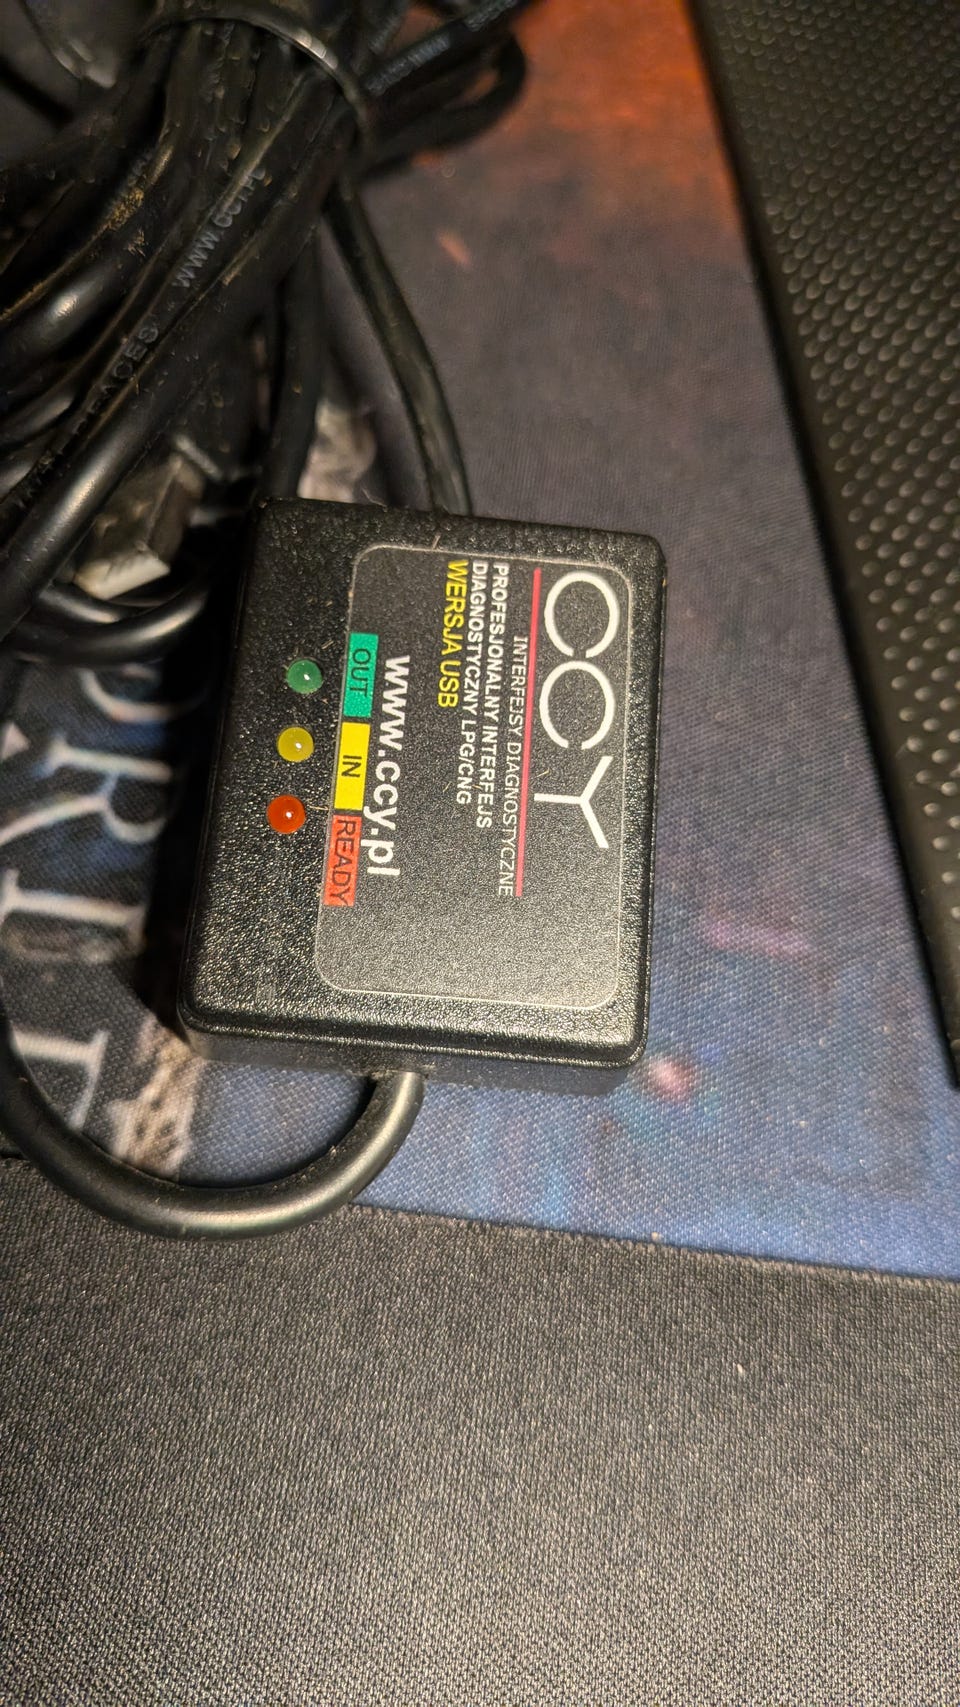 CCY
INTERFEJSY DIAGNOSTYCZNE
PROFESJONALNY INTERFEJS
DIAGNOSTYCZNY LPG/CNG
WERSJA USB
www.ccy.pl
OUT IN READY